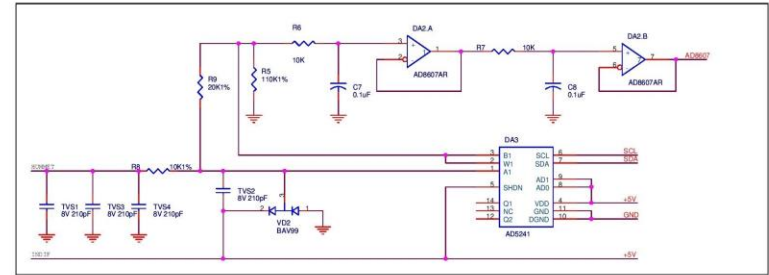 R6
10K
DA2.A
3
2
1
AD8607AR
R7
10K
DA2.B
5
6
7
AD8607AR
AD8607
R9
20K1%
R5
110K1%
C7
0.1uF
C8
0.1uF
DA3
R8
10K1%
3 B1 SCL 6 SCL
2 W1 SDA 7 SDA
1 A1
AD1 9
5 SHDN AD0 8
14 Q1 VDD 4 +5V
13 NC GND 11
12 Q2 DGND 10 GND
AD5241
TVS1
8V 210pF
TVS3
8V 210pF
TVS4
8V 210pF
TVS2
8V 210pF
2
3
1
VD2
BAV99
+5V